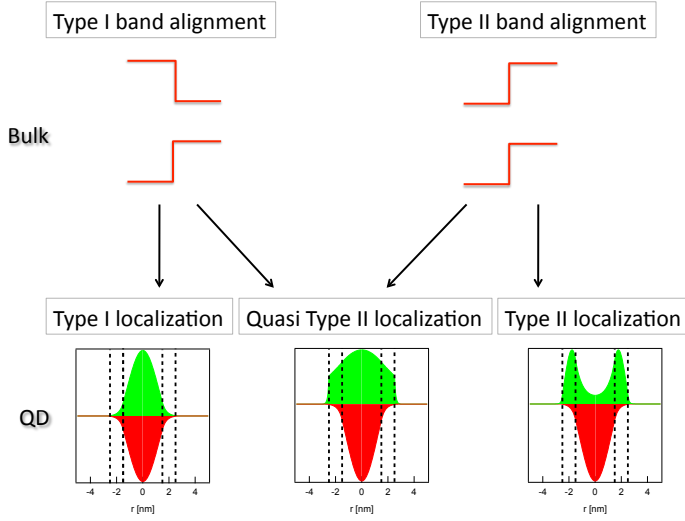 Type I band alignment
Type II band alignment
Bulk
Type I localization
Quasi Type II localization
Type II localization
QD
-4 -2 0 2 4
r [nm]
-4 -2 0 2 4
r [nm]
-4 -2 0 2 4
r [nm]